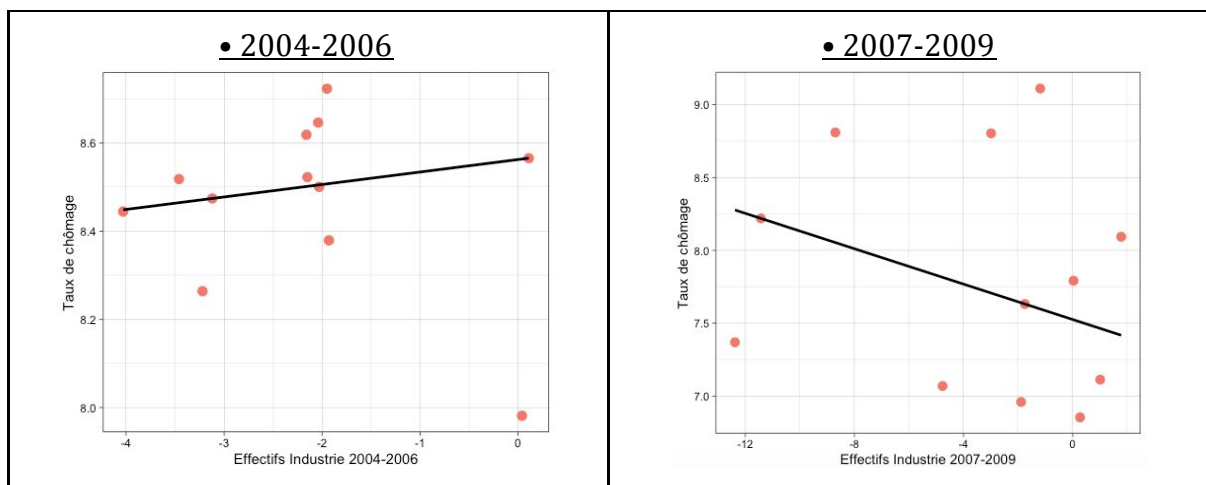 • 2004-2006
8.6
8.4
8.2
8.0
Taux de chômage
-4 -3 -2 -1 0
Effectifs Industrie 2004-2006
• 2007-2009
9.0
8.5
8.0
7.5
7.0
Taux de chômage
-12 -8 -4 0
Effectifs Industrie 2007-2009